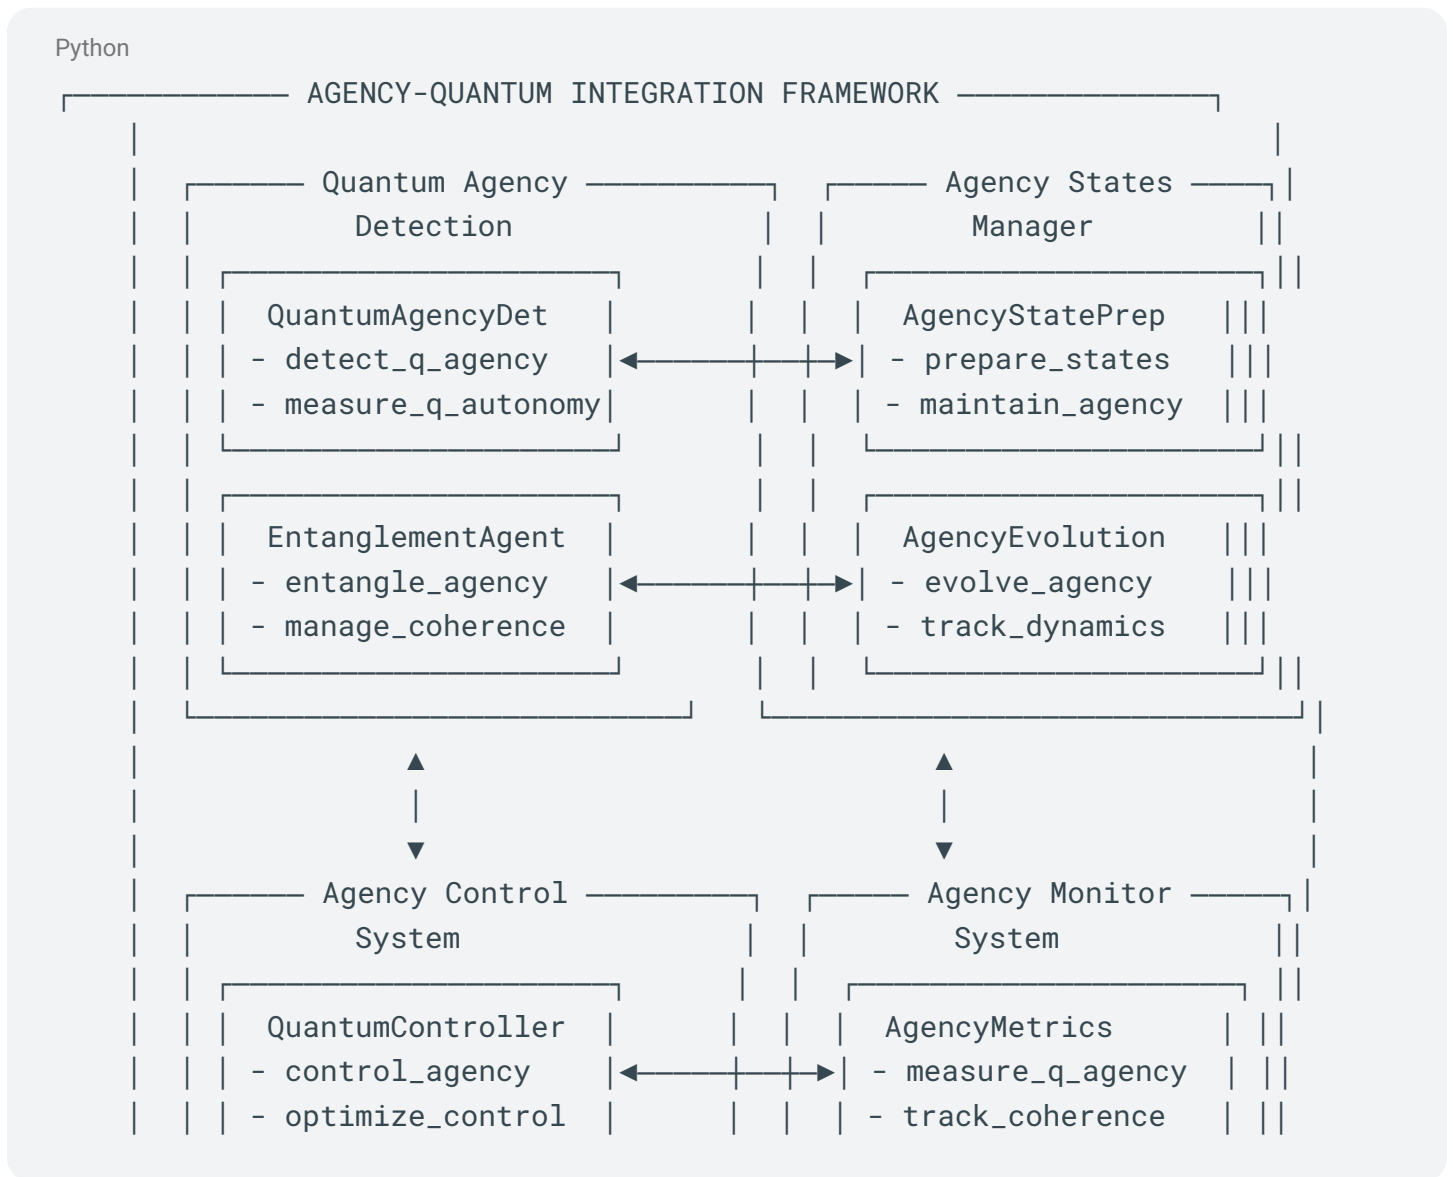 Python
AGENCY-QUANTUM INTEGRATION FRAMEWORK
Quantum Agency Agency States
Detection Manager
QuantumAgencyDet AgencyStatePrep
- detect_q_agency - prepare_states
- measure_q_autonomy - maintain_agency
EntanglementAgent AgencyEvolution
- entangle_agency - evolve_agency
- manage_coherence - track_dynamics
Agency Control Agency Monitor
System System
QuantumController AgencyMetrics
- control_agency - measure_q_agency
- optimize_control - track_coherence